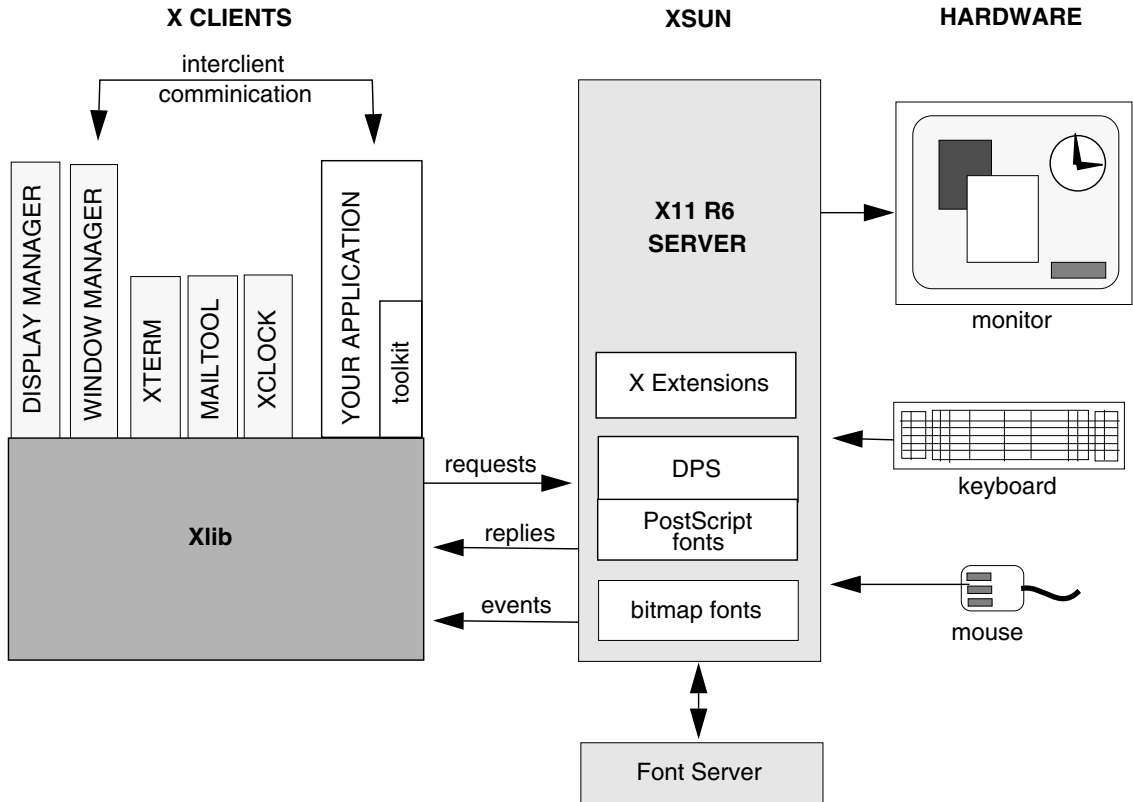 X CLIENTS
XSUN
HARDWARE
interclient
comminication
DISPLAY MANAGER
WINDOW MANAGER
XTERM
MAILTOOL
XCLOCK
YOUR APPLICATION
toolkit
Xlib
requests
replies
events
X11 R6
SERVER
X Extensions
DPS
PostScript
fonts
bitmap fonts
Font Server
monitor
keyboard
mouse